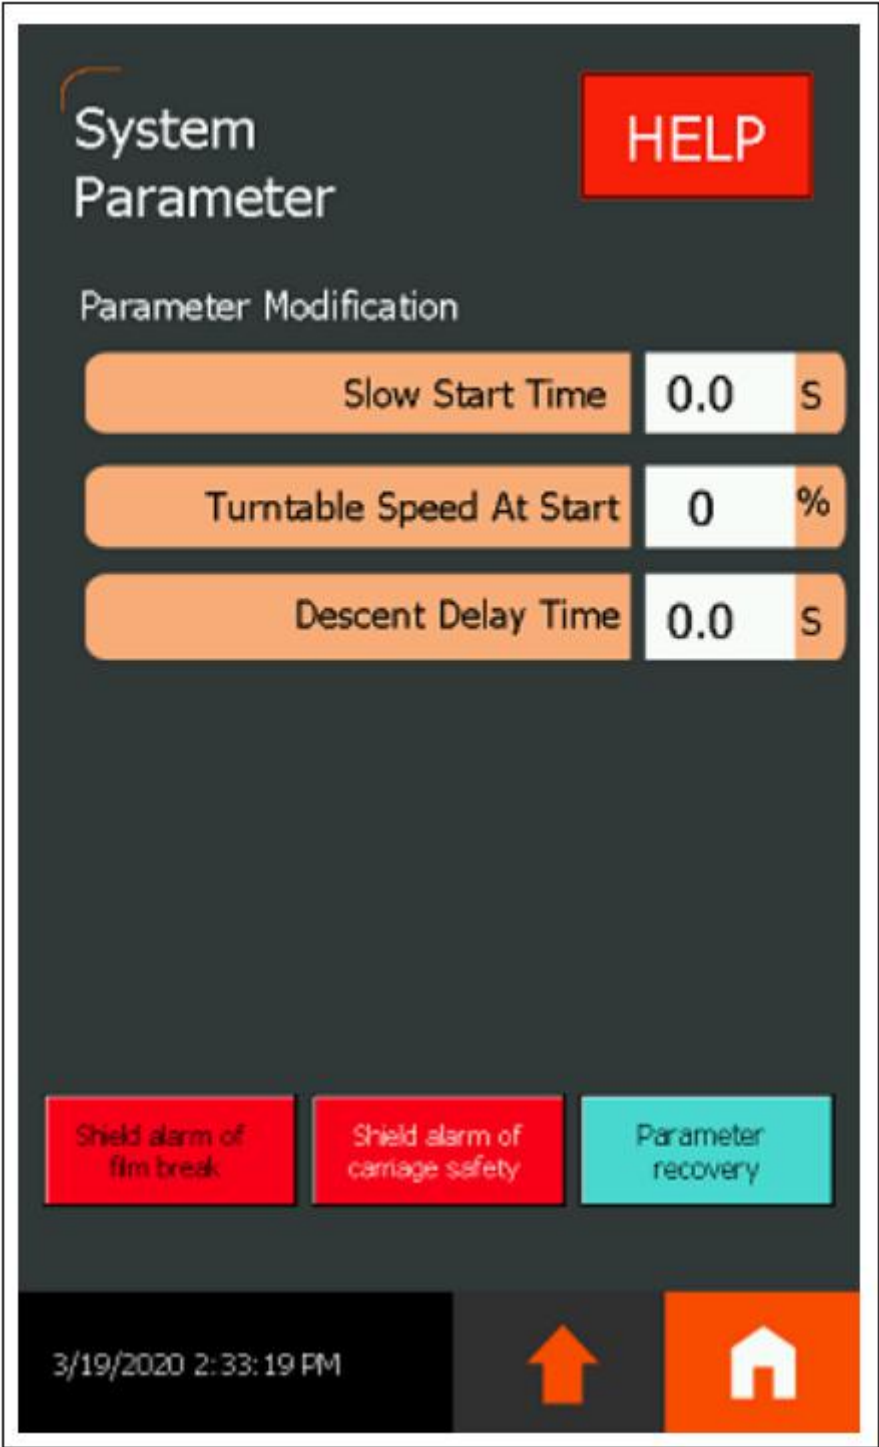 System
Parameter
HELP
Parameter Modification
Slow Start Time 0.0 S
Turntable Speed At Start 0 %
Descent Delay Time 0.0 S
Shield alarm of
film break
Shield alarm of
carriage safety
Parameter
recovery
3/19/2020 2:33:19 PM